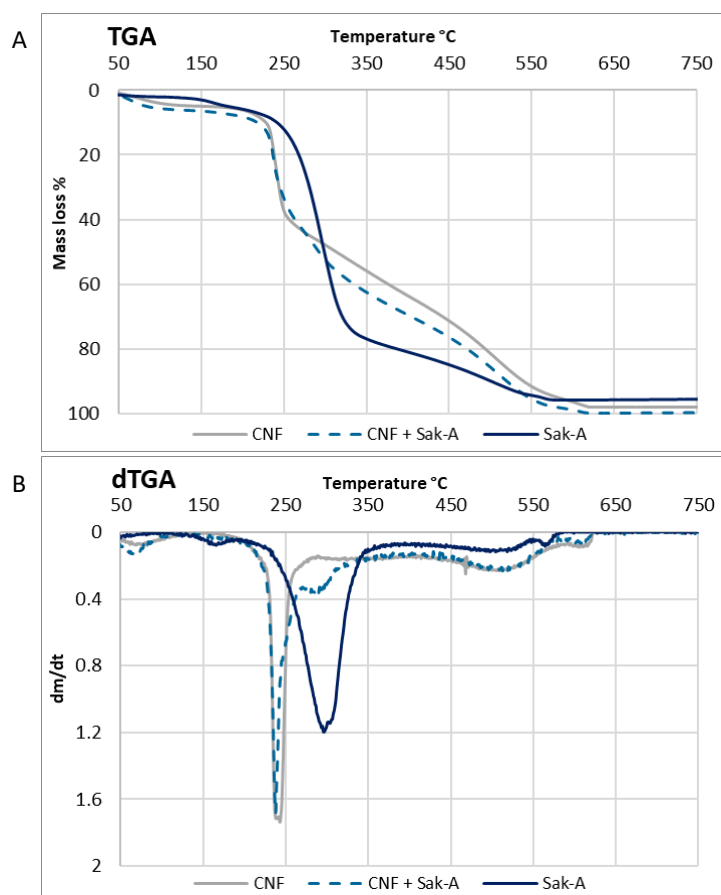 A
TGA
Temperature °C
50 150 250 350 450 550 650 750
0
20
40
60
80
100
Mass loss %
CNF CNF + Sak-A Sak-A
B
dTGA
Temperature °C
50 150 250 350 450 550 650 750
0
0.4
0.8
1.2
1.6
2
dm/dt
CNF CNF + Sak-A Sak-A